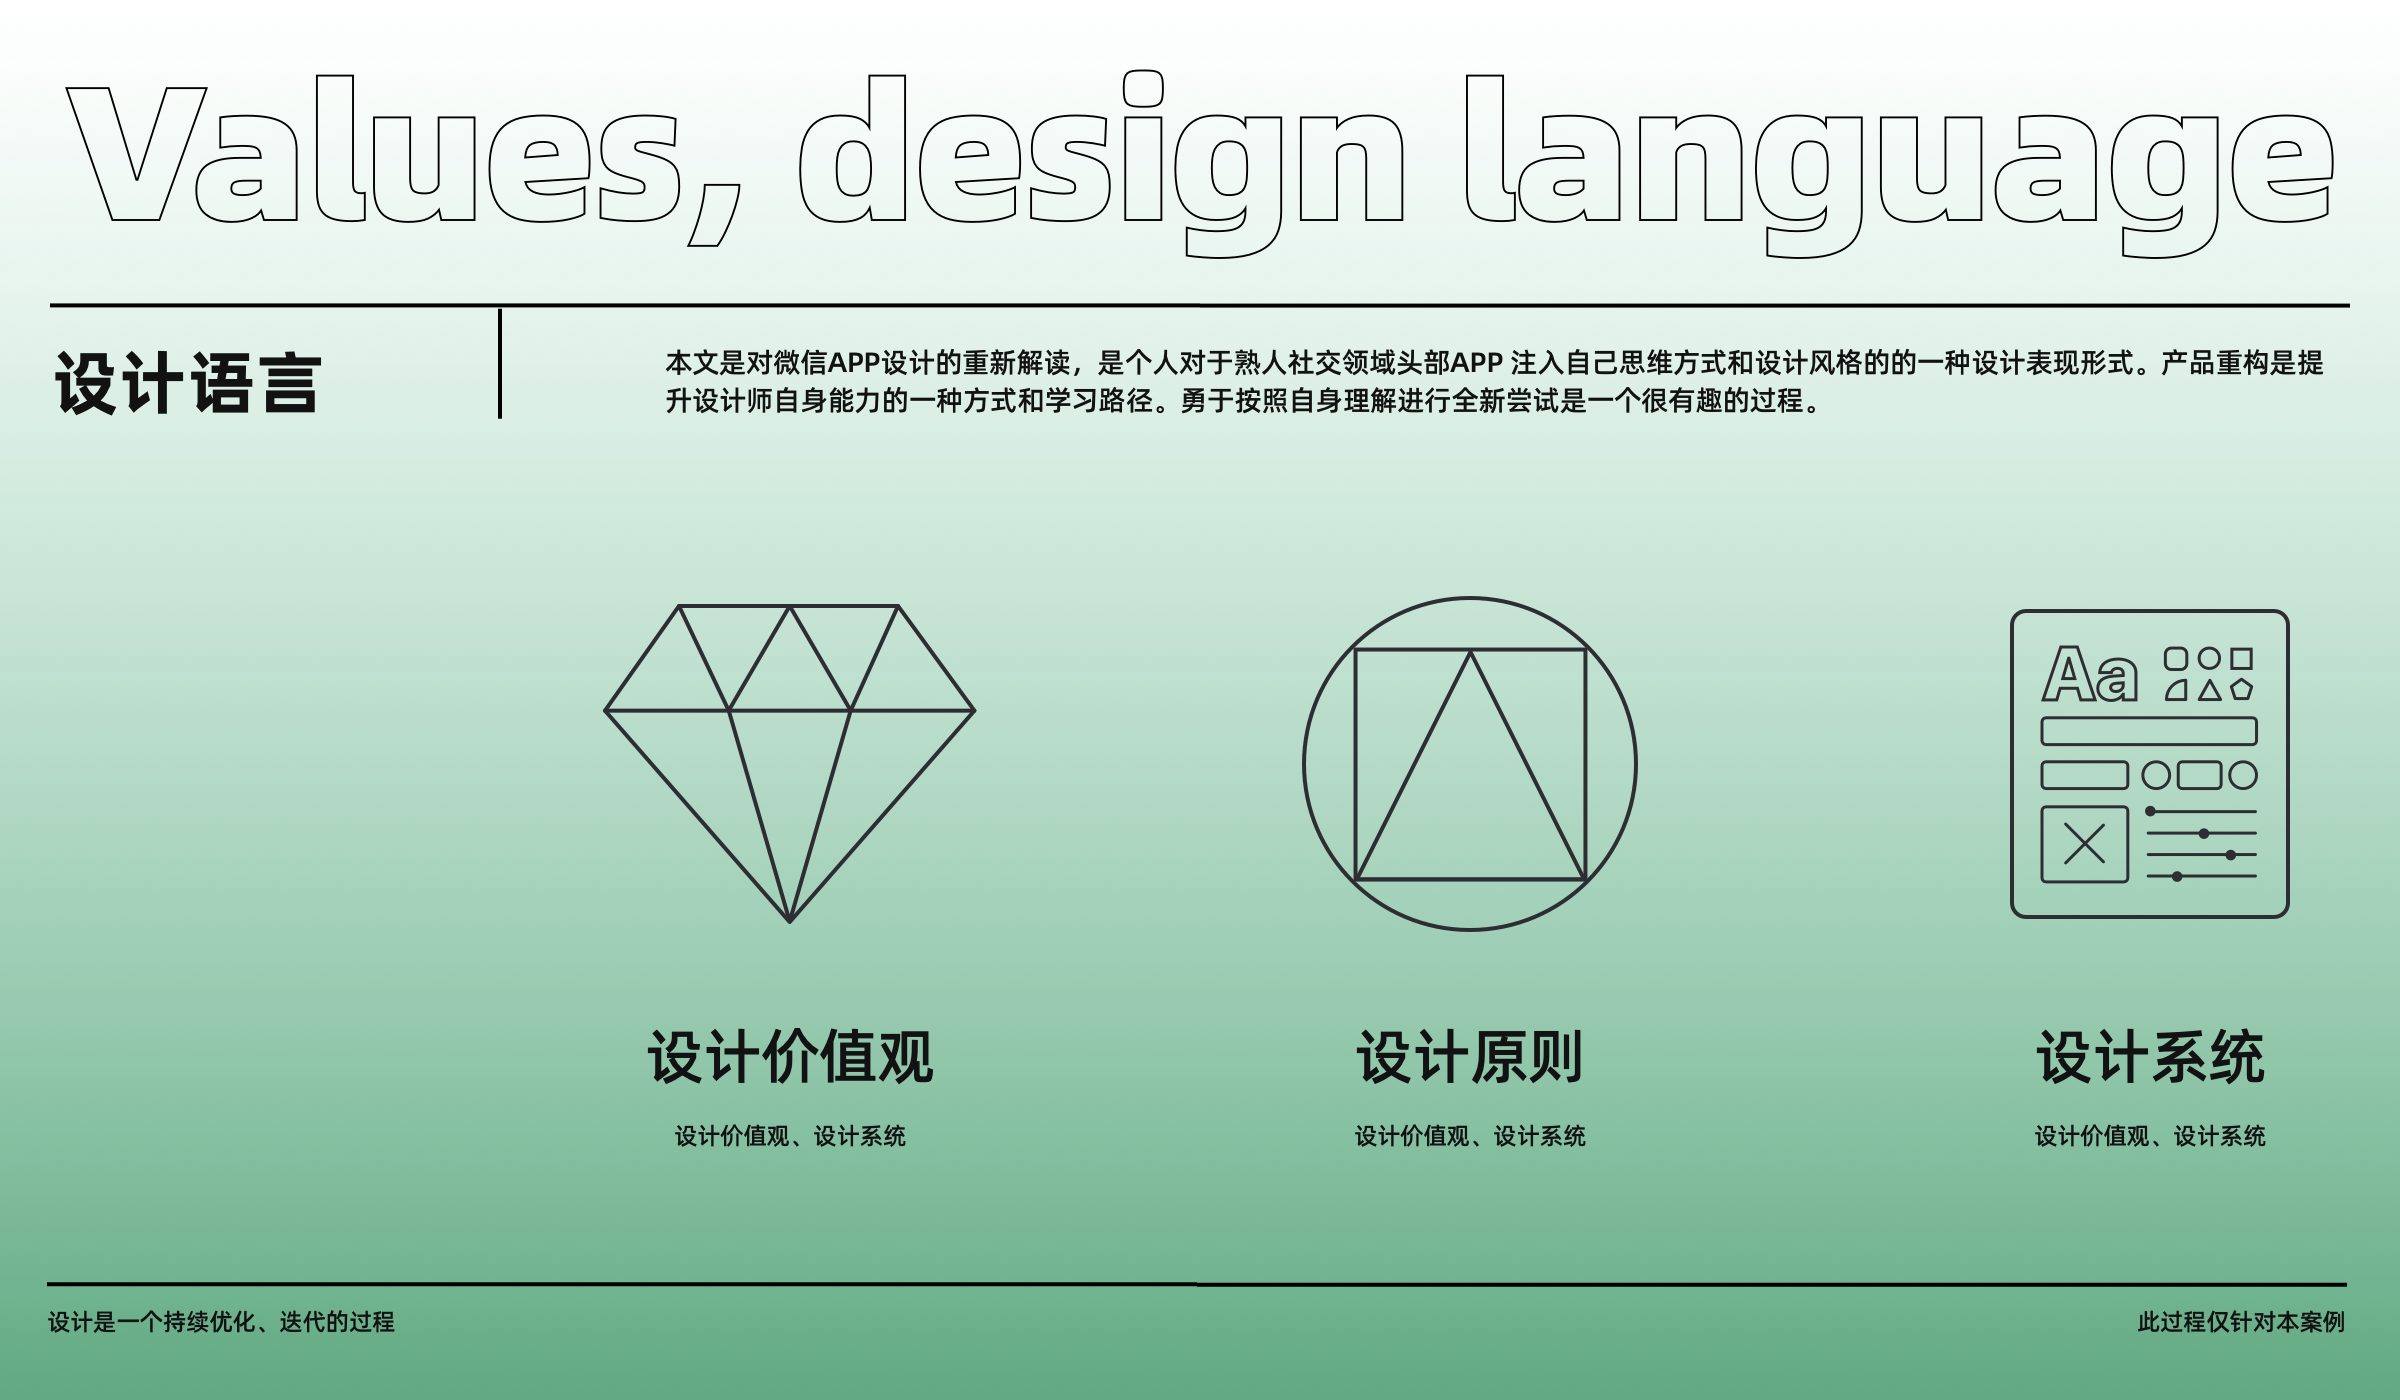 Values, design language
设计语言
本文是对微信APP设计的重新解读，是个人对于熟人社交领域头部APP 注入自己思维方式和设计风格的的一种设计表现形式。产品重构是提
升设计师自身能力的一种方式和学习路径。勇于按照自身理解进行全新尝试是一个很有趣的过程。
Aa
设计价值观
设计原则
设计系统
设计价值观、设计系统
设计价值观、设计系统
设计价值观、设计系统
设计是一个持续优化、迭代的过程
此过程仅针对本案例